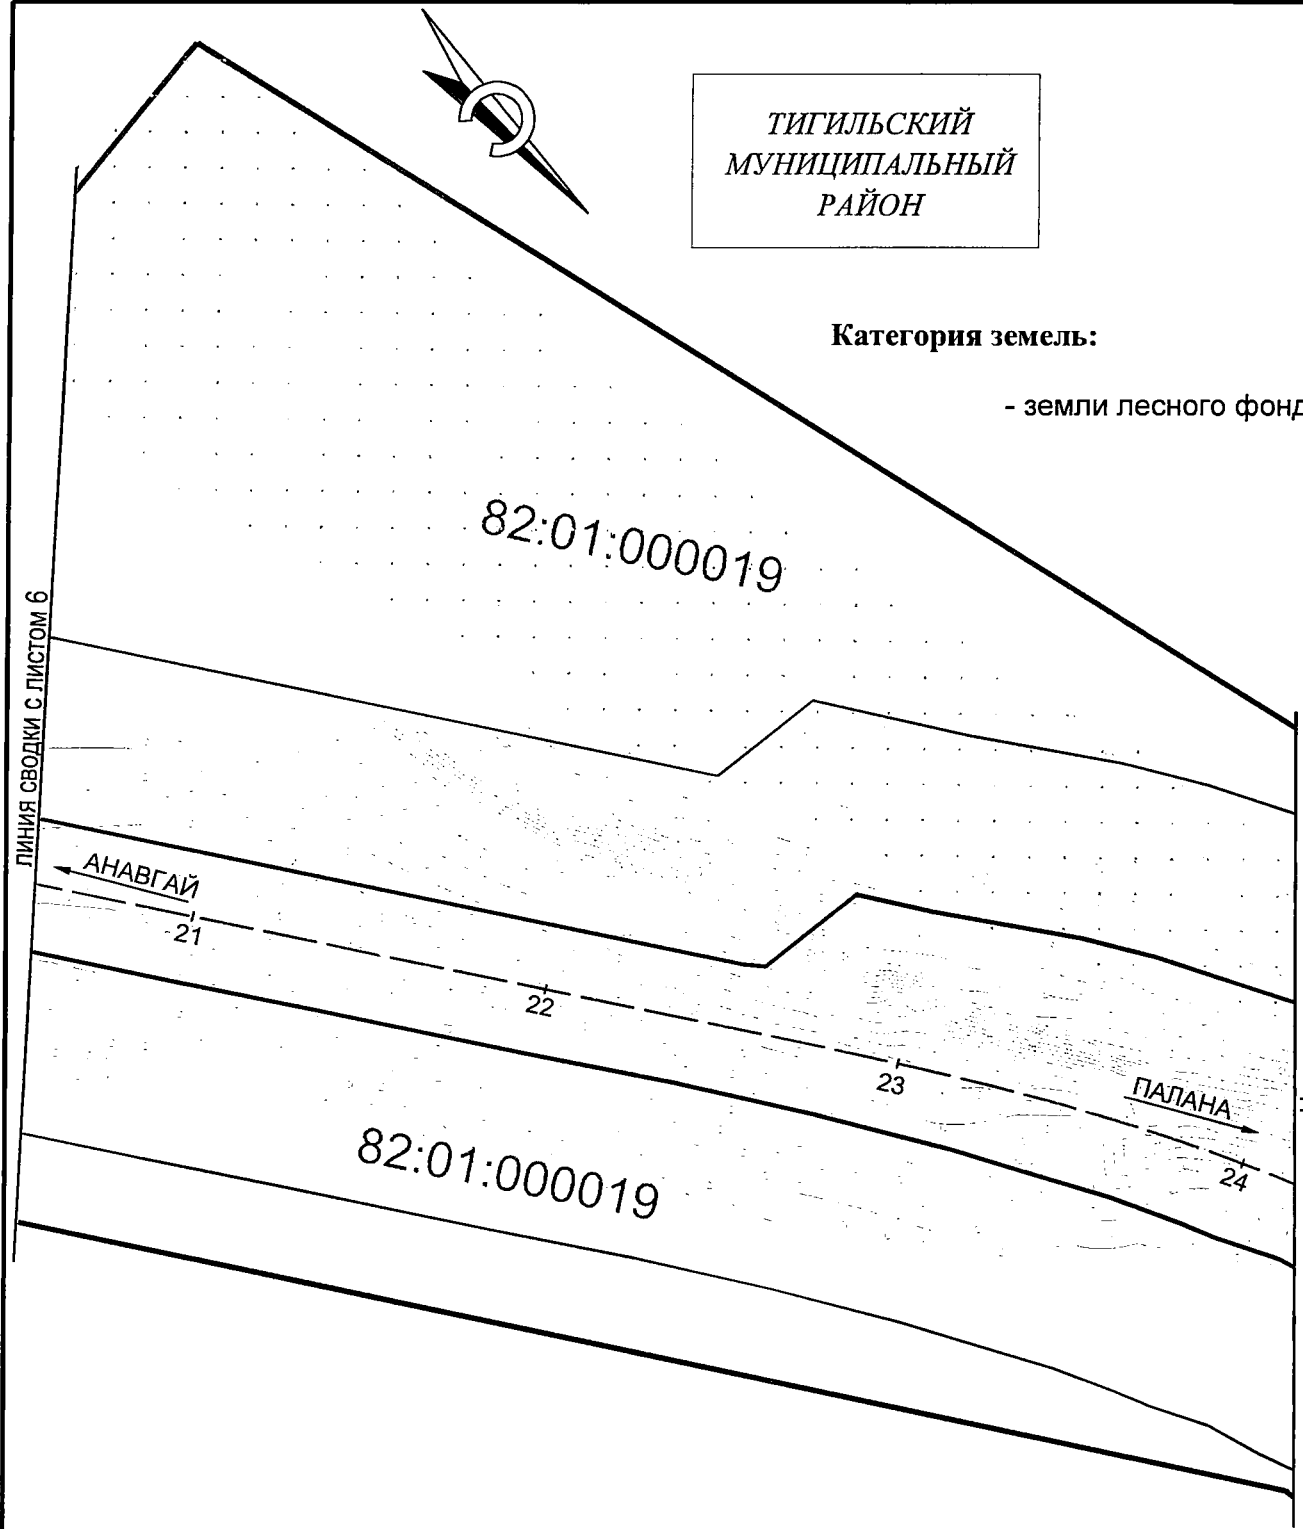 С
ТИГИЛЬСКИЙ
МУНИЦИПАЛЬНЫЙ
РАЙОН
Категория земель:
- земли лесного фонд
82:01:000019
ЛИНИЯ СВОДКИ С ЛИСТОМ 6
АНАВГАЙ
21
22
23
ПАЛАНА
24
82:01:000019